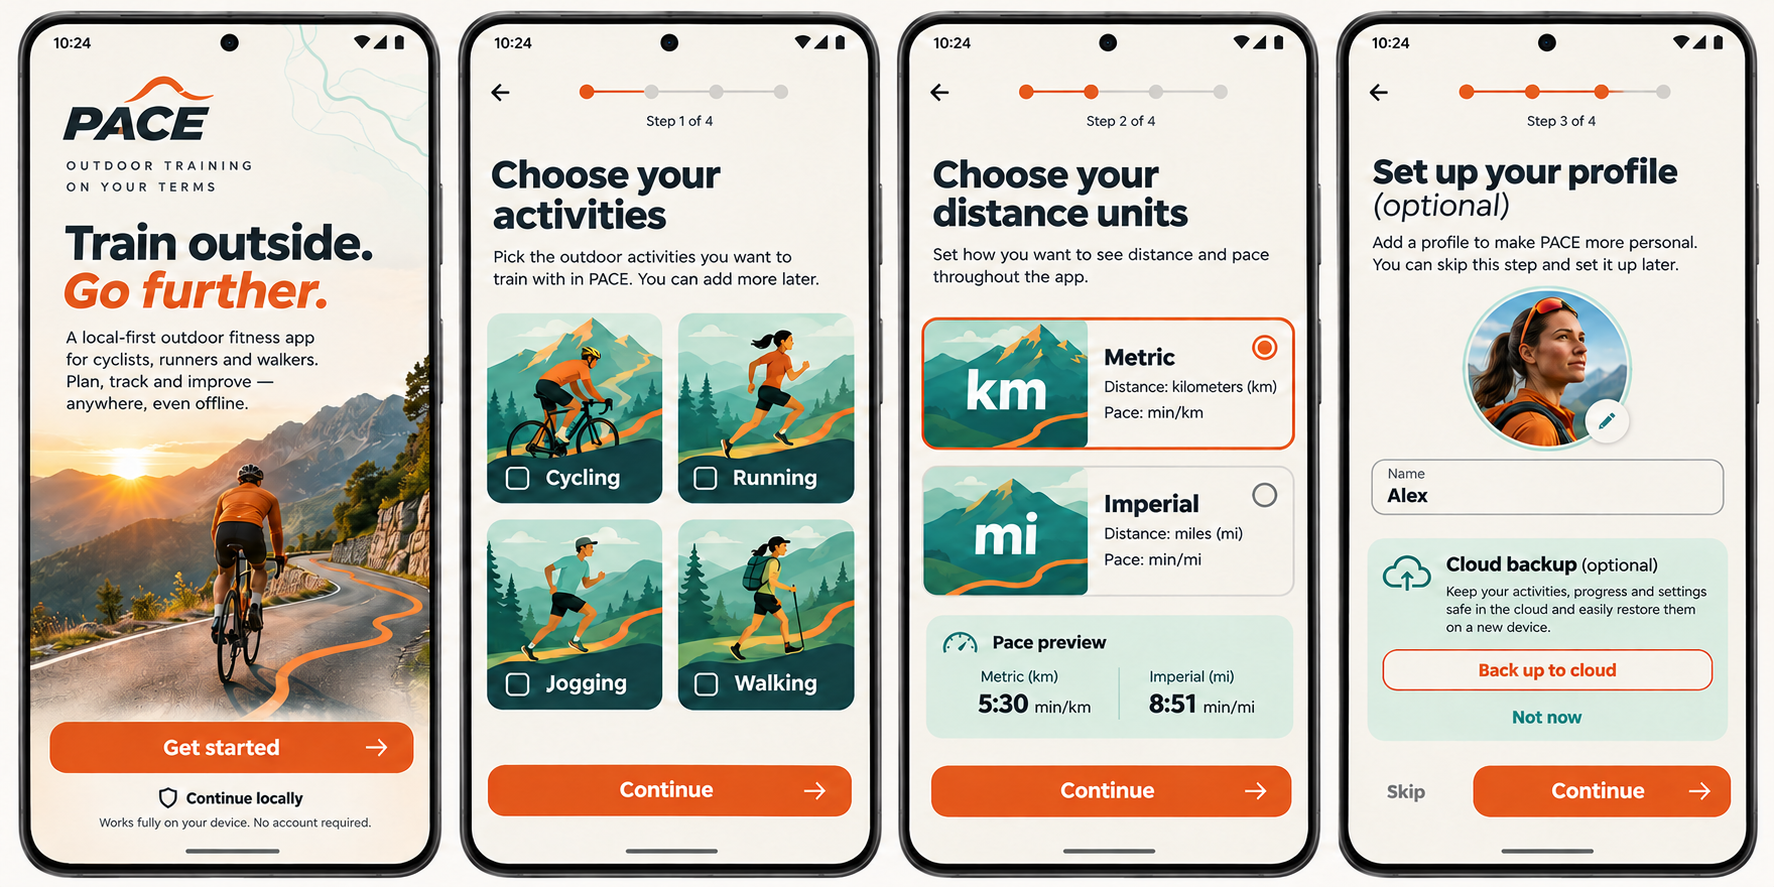 10:24
PACE
OUTDOOR TRAINING
ON YOUR TERMS
Train outside.
Go further.
A local-first outdoor fitness app
for cyclists, runners and walkers.
Plan, track and improve —
anywhere, even offline.
Get started
Continue locally
Works fully on your device. No account required.
10:24
Step 1 of 4
Choose your
activities
Pick the outdoor activities you want to
train with in PACE. You can add more later.
Cycling
Running
Jogging
Walking
Continue
10:24
Step 2 of 4
Choose your
distance units
Set how you want to see distance and pace
throughout the app.
km
Metric
Distance: kilometers (km)
Pace: min/km
mi
Imperial
Distance: miles (mi)
Pace: min/mi
Pace preview
Metric (km)
5:30 min/km
Imperial (mi)
8:51 min/mi
Continue
10:24
Step 3 of 4
Set up your profile
(optional)
Add a profile to make PACE more personal.
You can skip this step and set it up later.
Name
Alex
Cloud backup (optional)
Keep your activities, progress and settings
safe in the cloud and easily restore them
on a new device.
Back up to cloud
Not now
Skip
Continue